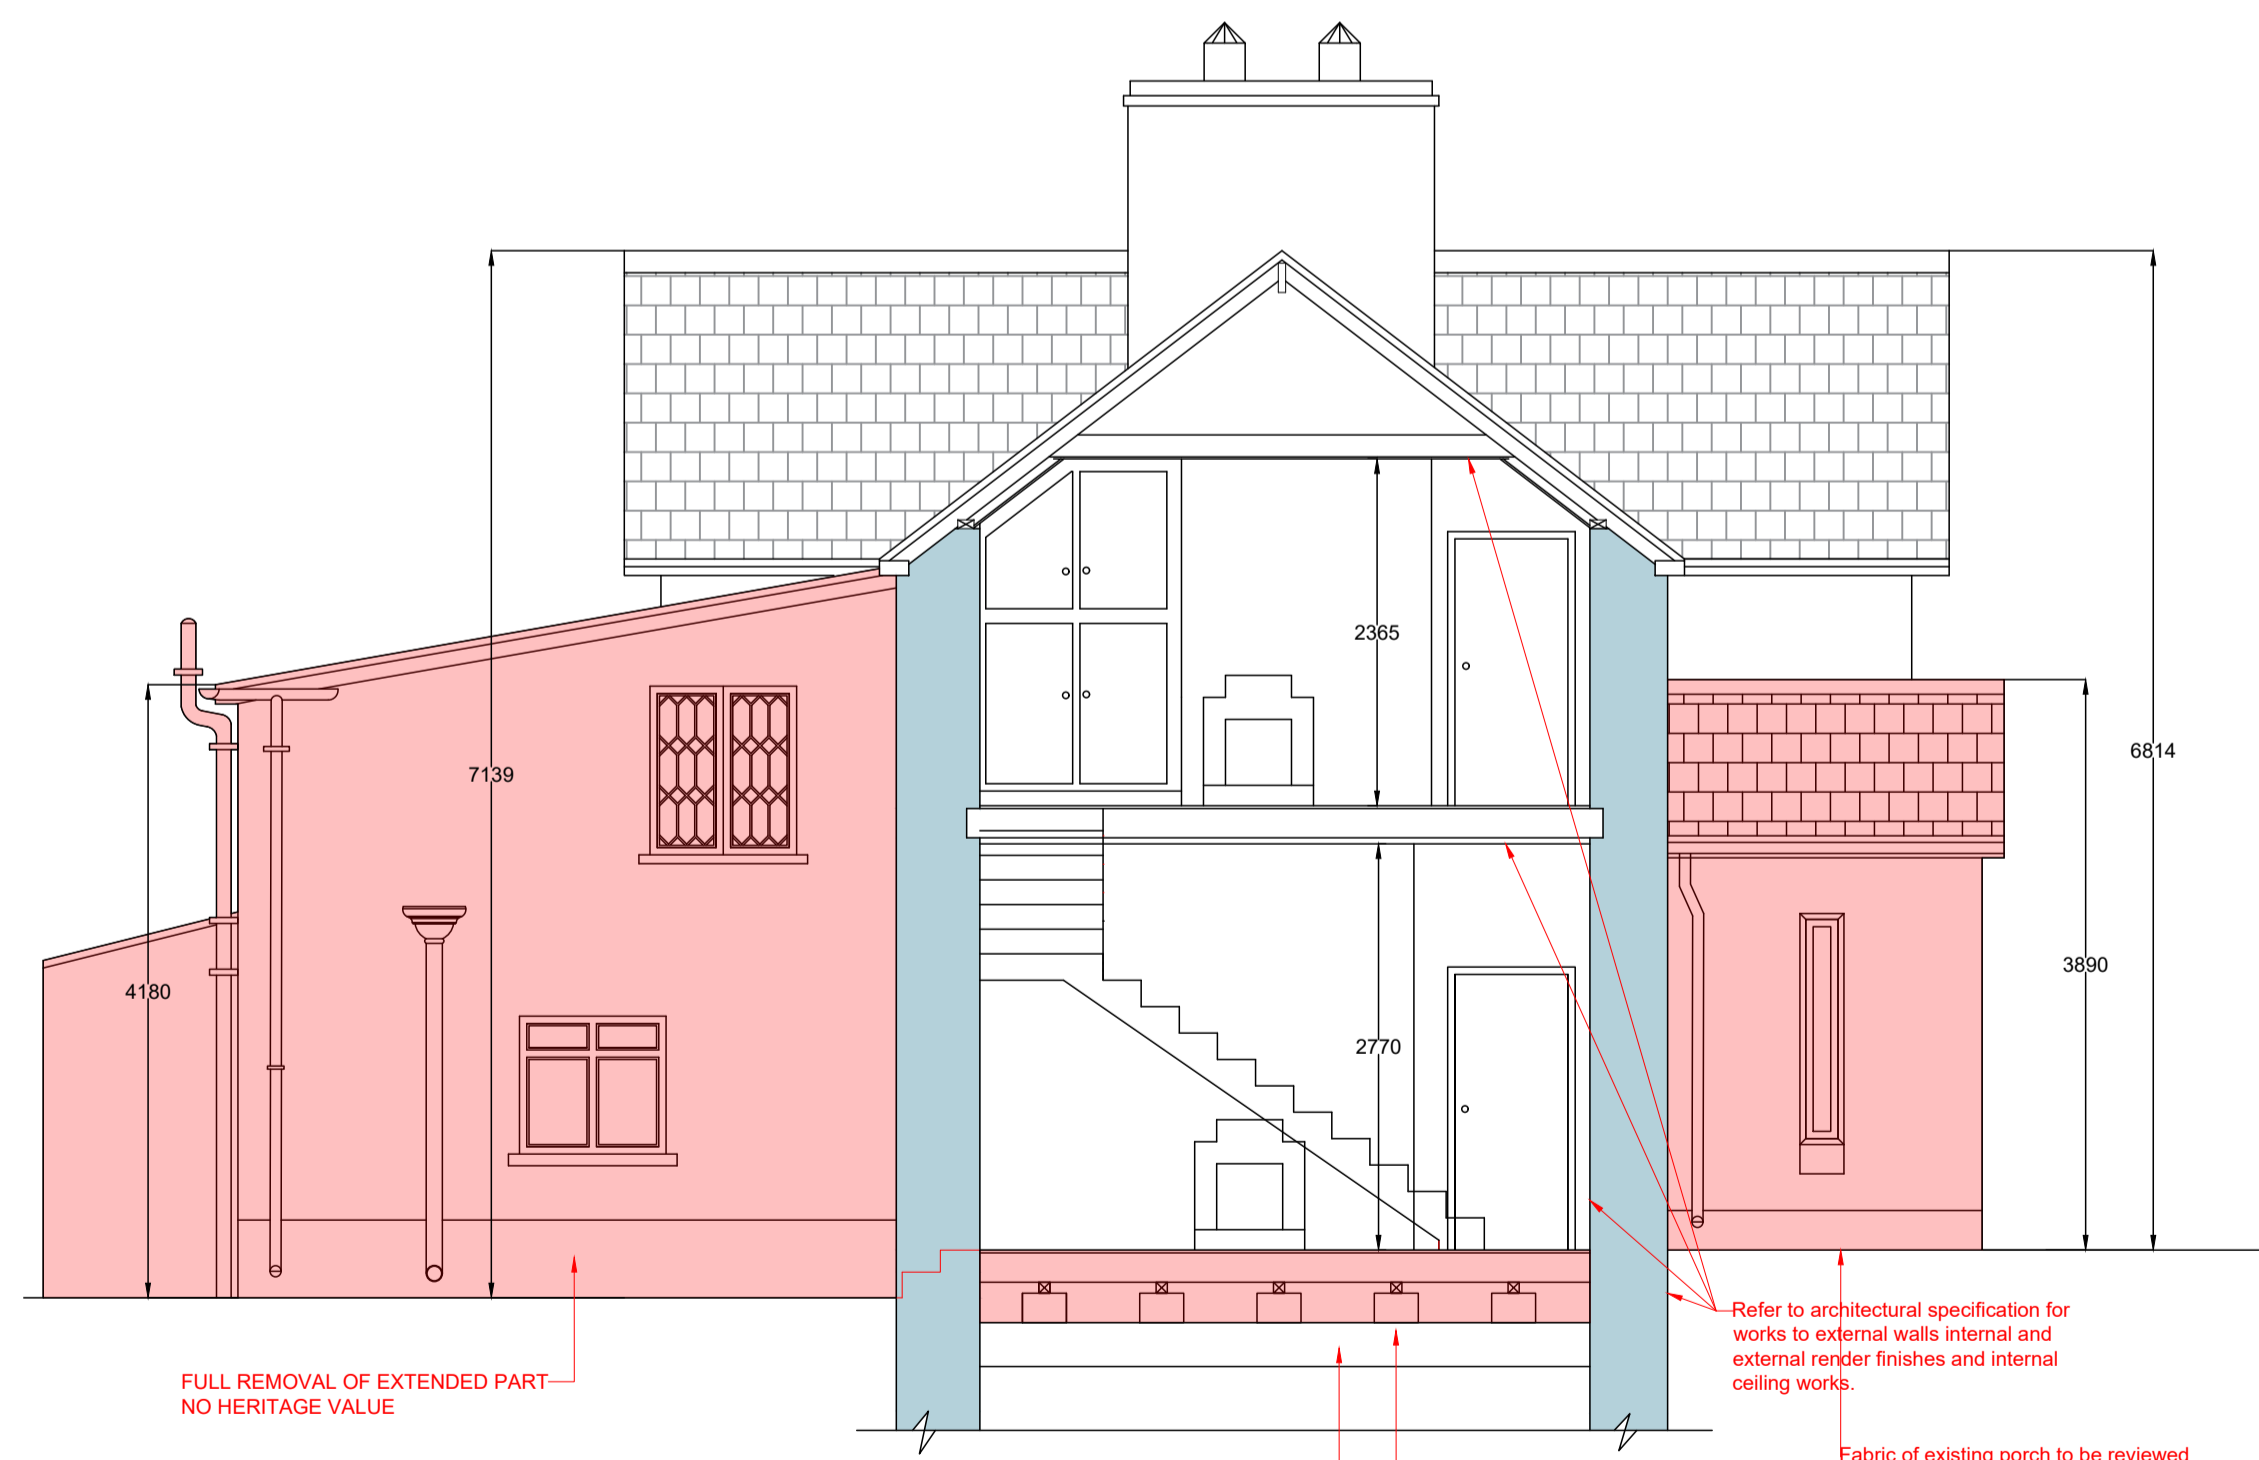 7139
6814
2365
4180
3890
2770
Refer to architectural specification for
works to external walls internal and
external render finishes and internal
ceiling works.
FULL REMOVAL OF EXTENDED PART
NO HERITAGE VALUE
Fabric of existing porch to be reviewed